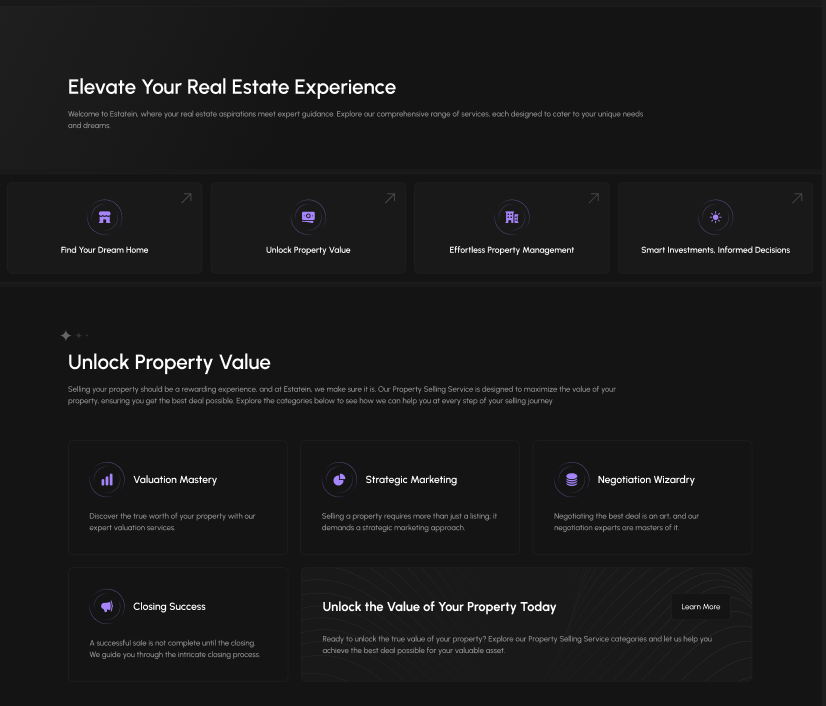 Elevate Your Real Estate Experience
Welcome to Estatein, where your real estate aspirations meet expert guidance. Explore our comprehensive range of services, each designed to cater to your unique needs
and dreams.
Find Your Dream Home
Unlock Property Value
Effortless Property Management
Smart Investments, Informed Decisions
Unlock Property Value
Selling your property should be a rewarding experience, and at Estatein, we make sure it is. Our Property Selling Service is designed to maximize the value of your
property, ensuring you get the best deal possible. Explore the categories below to see how we can help you at every step of your selling journey
Valuation Mastery
Discover the true worth of your property with our
expert valuation services.
Strategic Marketing
Selling a property requires more than just a listing; it
demands a strategic marketing approach.
Negotiation Wizardry
Negotiating the best deal is an art, and our
negotiation experts are masters of it.
Closing Success
A successful sale is not complete until the closing.
We guide you through the intricate closing process.
Unlock the Value of Your Property Today
Learn More
Ready to unlock the true value of your property? Explore our Property Selling Service categories and let us help you
achieve the best deal possible for your valuable asset.